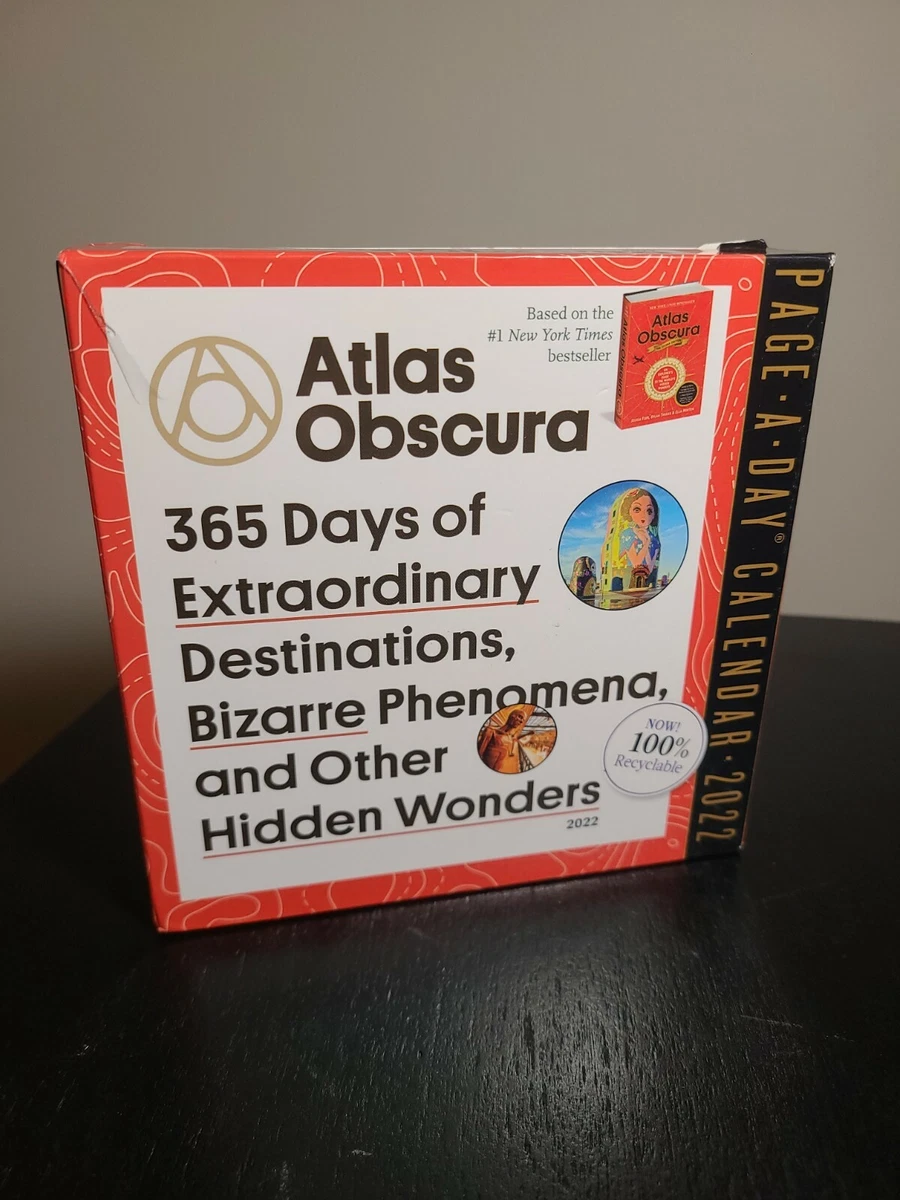 Based on the
#1 New York Times
bestseller
Atlas
Obscura
Atlas
Obscura
365 Days of
Extraordinary
Destinations,
Bizarre Phenomena,
and Other
Hidden Wonders
2022
NOW!
100%
Recyclable
PAGE·A·DAY® CALENDAR·2022